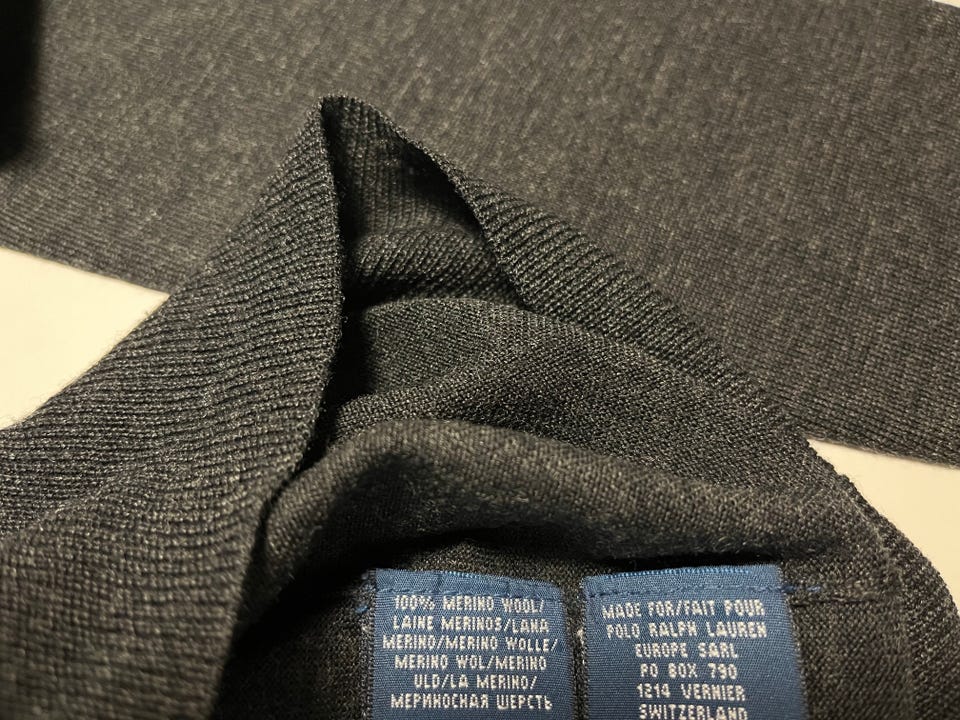 100% MERINO WOOL/
LAINE MERINOS/LANA
MERINO/MERINO WOLLE/
MERINO WOL/MERINO
ULD/LA MERINO/
МЕРИНОСНАЯ ШЕРСТЬ
MADE FOR/FAIT POUR
POLO RALPH LAUREN
EUROPE SARL
PO BOX 790
1214 VERNIER
SWITZERLAND